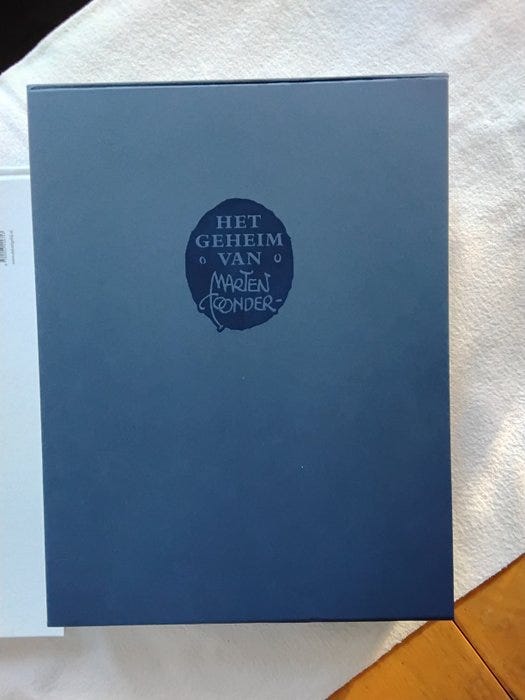 HET
GEHEIM
VAN
MARTEN
TOONDER-